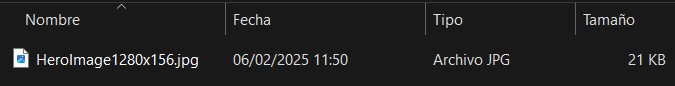 Nombre Fecha Tipo Tamaño
HeroImage1280x156.jpg 06/02/2025 11:50 Archivo JPG 21 KB